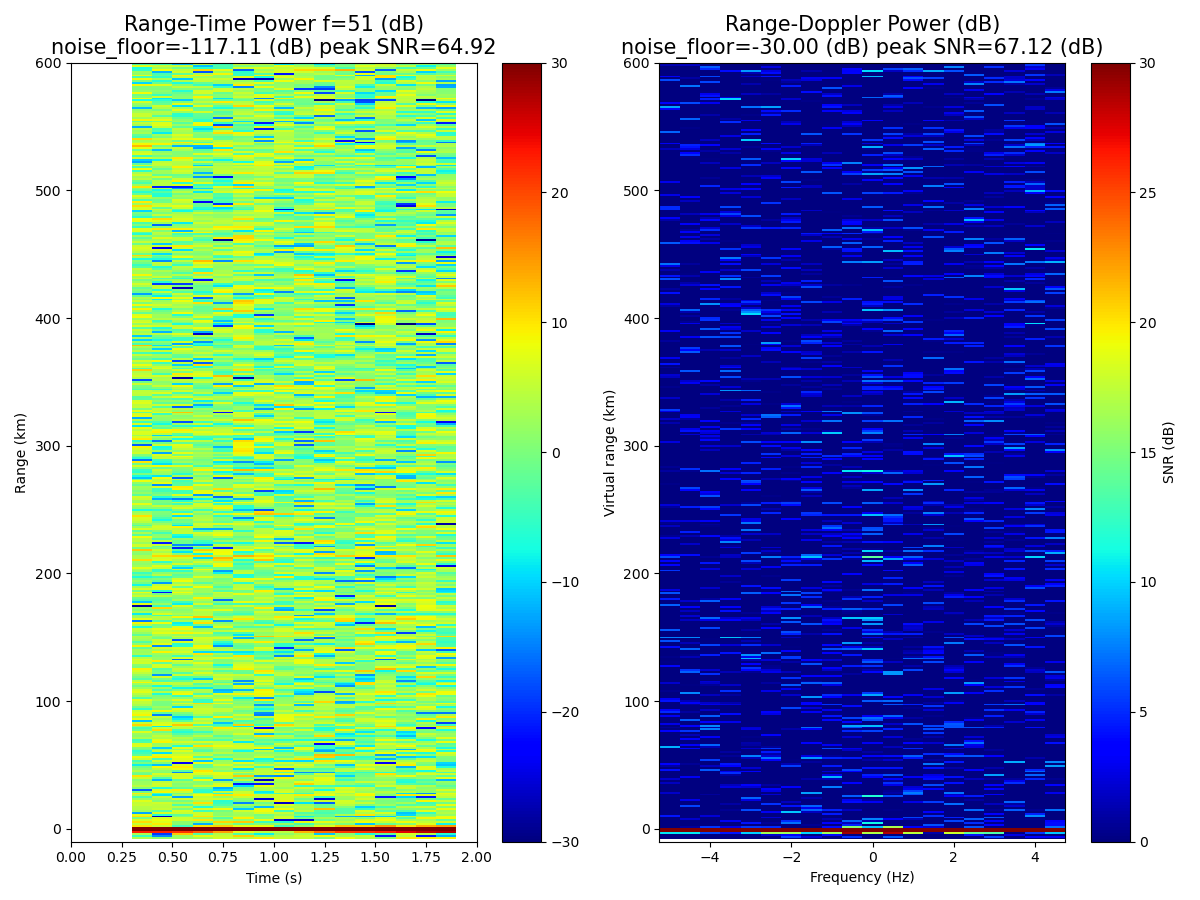 Range-Time Power f=51 (dB)
noise_floor=-117.11 (dB) peak SNR=64.92
600
500
400
300
200
100
0
Range (km)
0.00 0.25 0.50 0.75 1.00 1.25 1.50 1.75 2.00
Time (s)
30
20
10
0
−10
−20
−30
Range-Doppler Power (dB)
noise_floor=-30.00 (dB) peak SNR=67.12 (dB)
600
500
400
300
200
100
0
Virtual range (km)
−4 −2 0 2 4
Frequency (Hz)
30
25
20
15
10
5
0
SNR (dB)